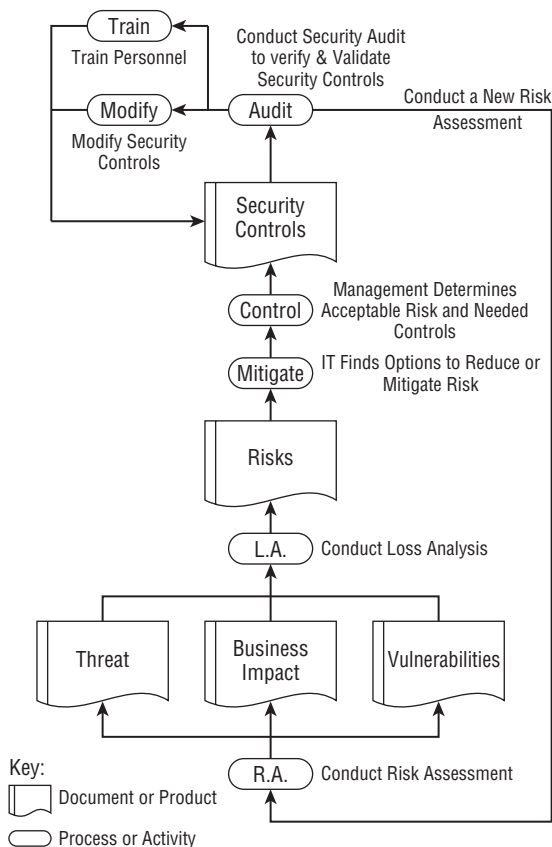 Train
Train Personnel
Conduct Security Audit
to verify & Validate
Security Controls
Modify
Audit
Conduct a New Risk
Assessment
Modify Security
Controls
Security
Controls
Control
Management Determines
Acceptable Risk and Needed
Controls
Mitigate
IT Finds Options to Reduce or
Mitigate Risk
Risks
L.A.
Conduct Loss Analysis
Threat
Business
Impact
Vulnerabilities
R.A.
Conduct Risk Assessment
Key:
Document or Product
Process or Activity